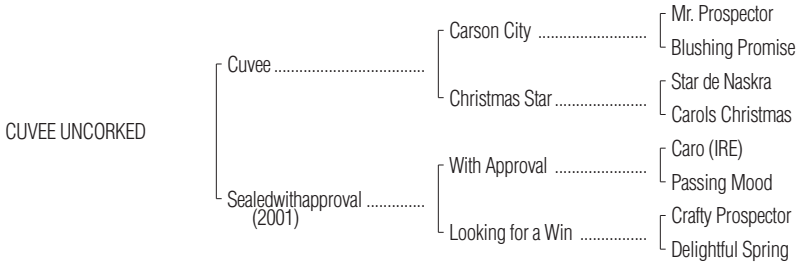 Mr. Prospector
Carson City ..........................
Blushing Promise
Cuvee ....................................
Star de Naskra
Christmas Star ......................
Carols Christmas
CUVEE UNCORKED
Caro (IRE)
With Approval ......................
Passing Mood
Sealedwithapproval ..............
(2001)
Crafty Prospector
Looking for a Win ................
Delightful Spring